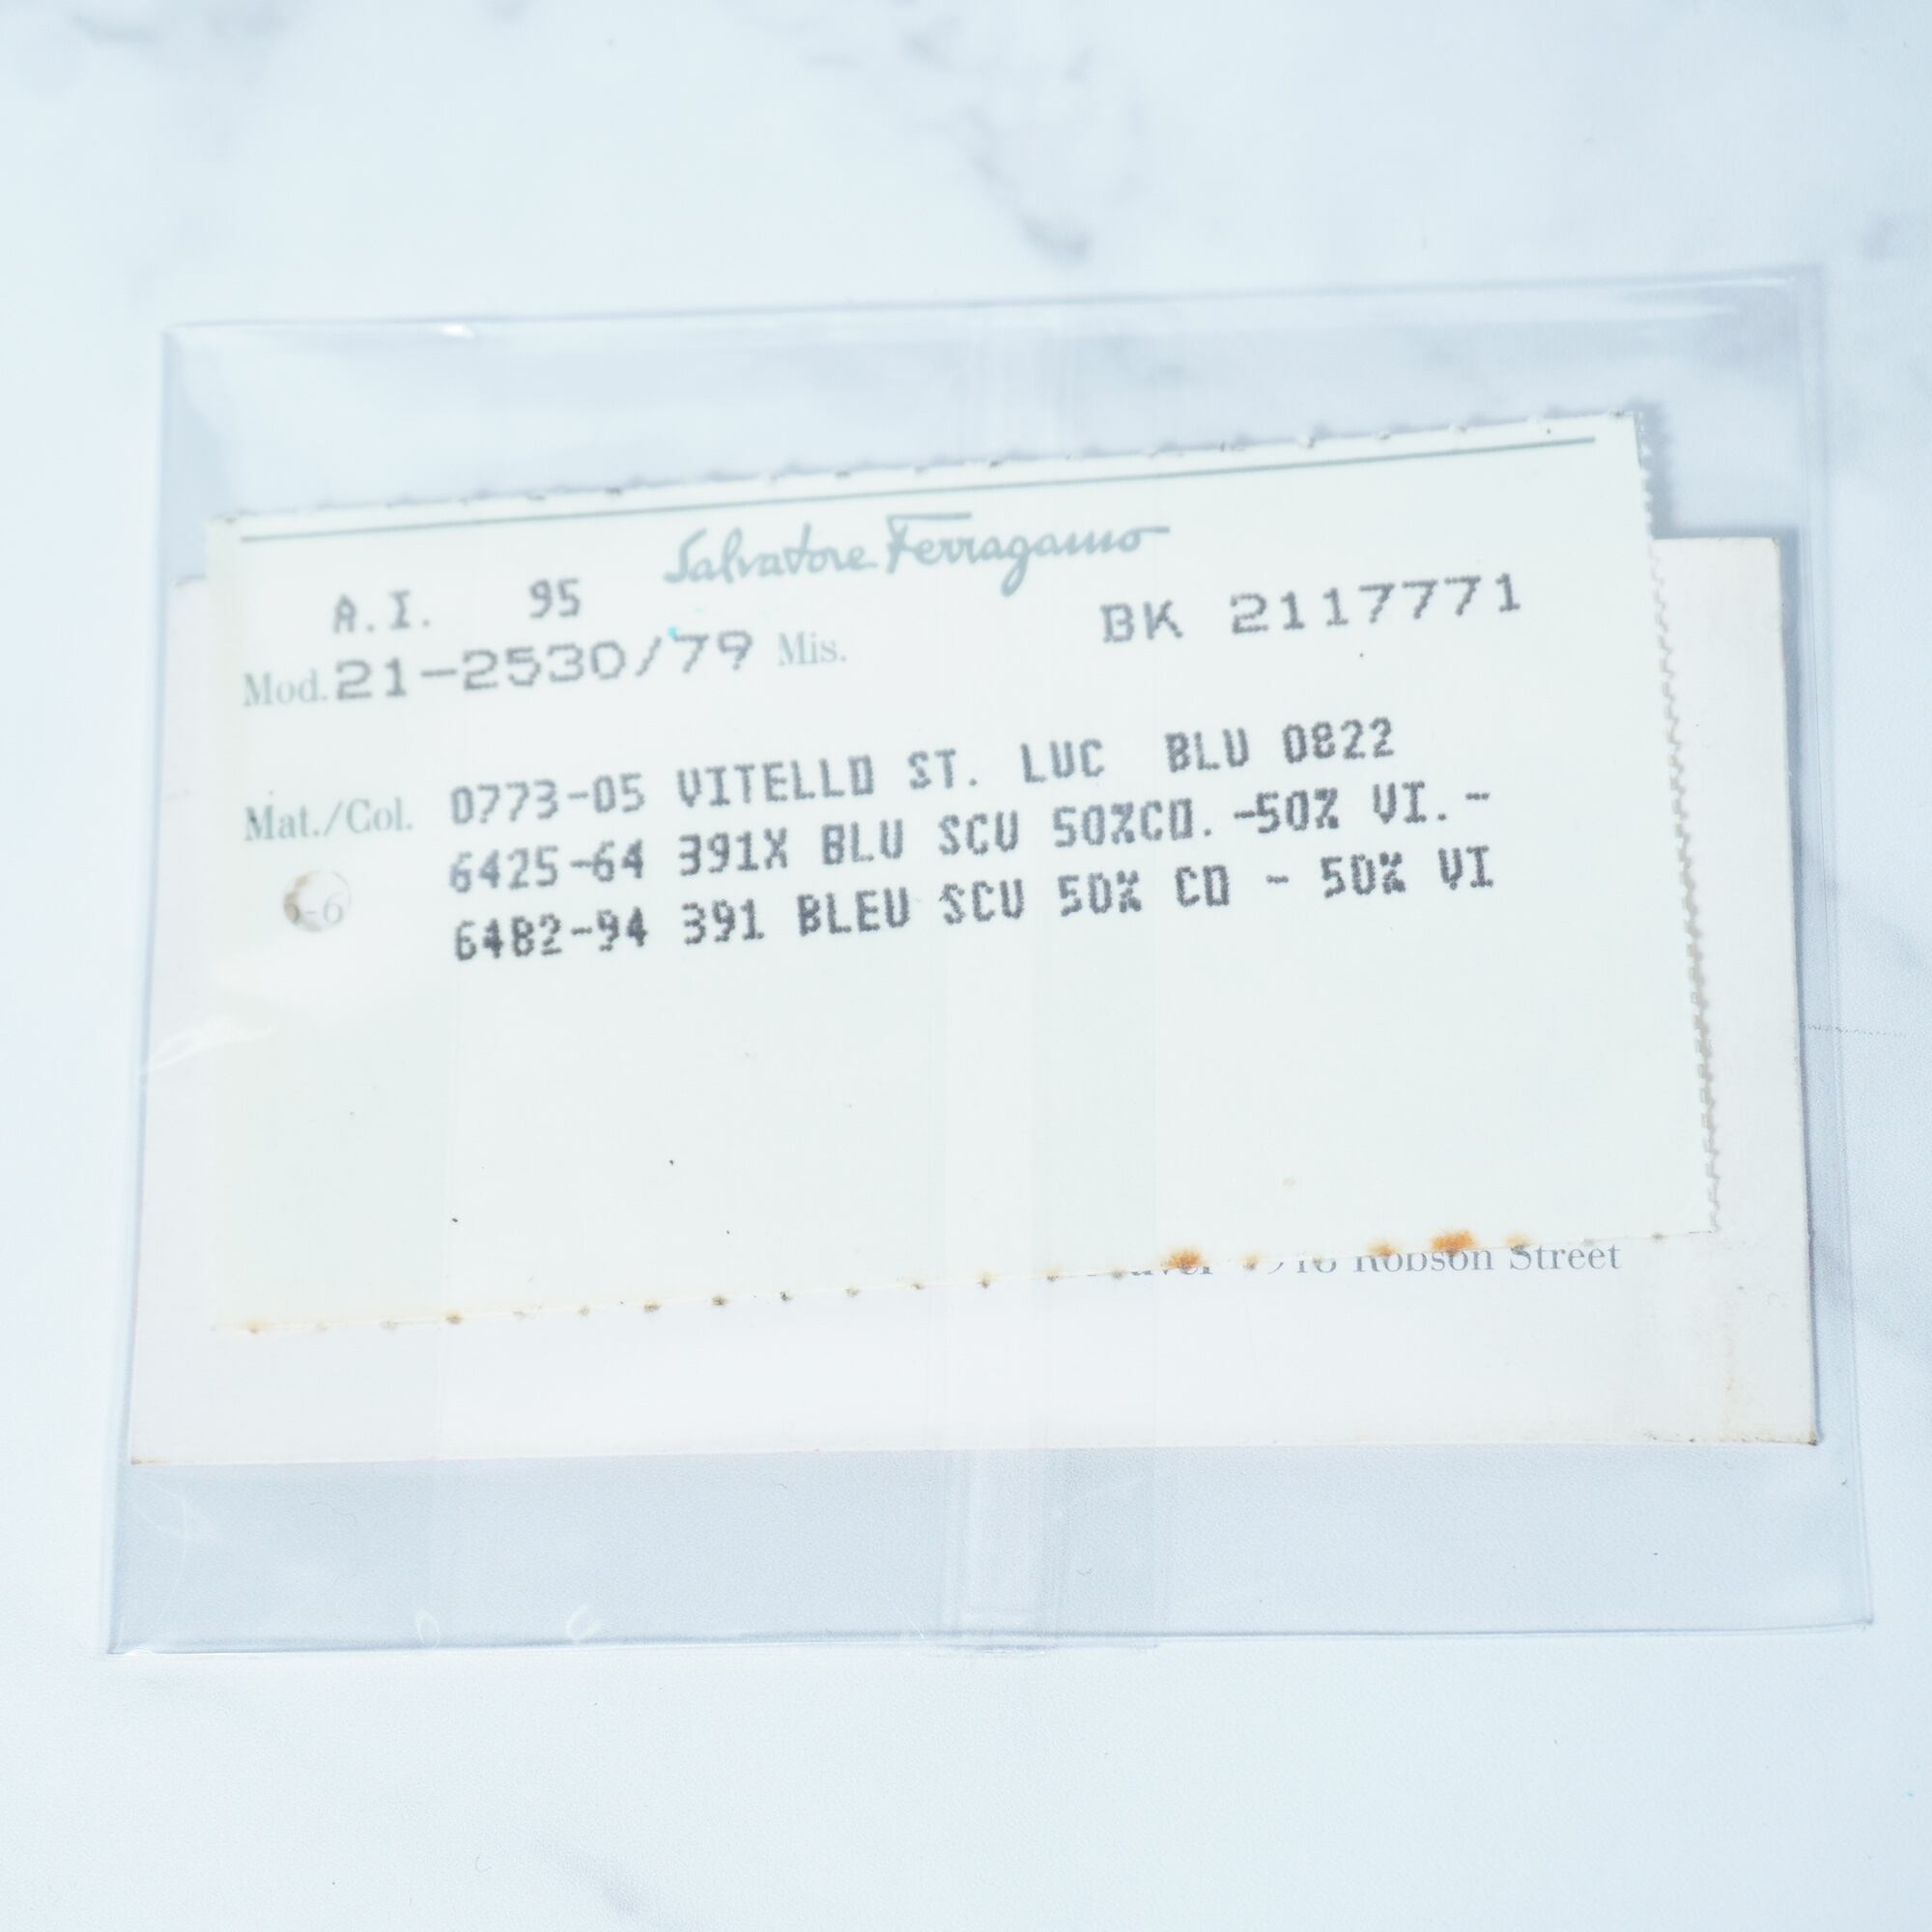 Salvatore Ferragamo
A.I. 95
BK 2117771
Mod. 21-2530/79 Mis.
Mat./Col. 0773-05 VITELLO ST. LUC BLU 0822
6425-64 391X BLU SCU 50%CO. -50% VI.-
6482-94 391 BLEU SCU 50% CO - 50% VI
-6
Robson Street